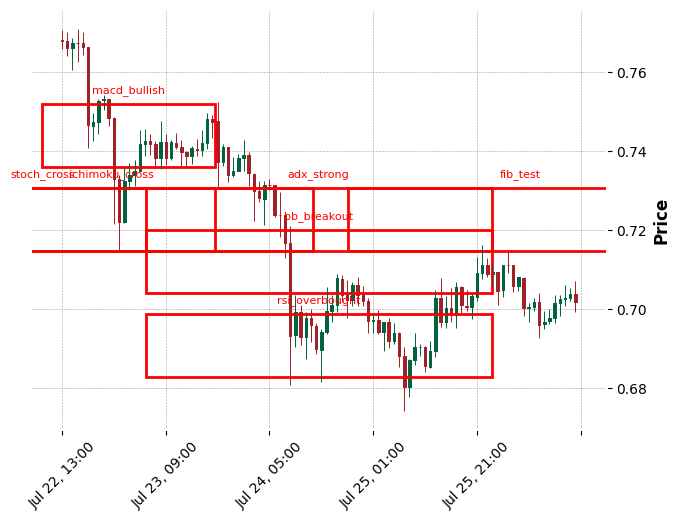 0.76
macd_bullish
0.74
stoch_cross
ichimoku_cross
adx_strong
fib_test
bb_breakout
0.72
Price
rsi_overbought
0.70
0.68
Jul 22, 13:00
Jul 23, 09:00
Jul 24, 05:00
Jul 25, 01:00
Jul 25, 21:00